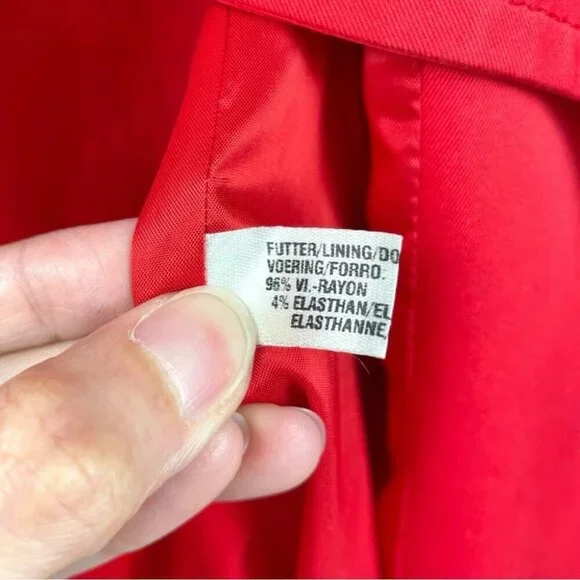 FUTTER/LINING/DO
VOERING/FORRO.
96% VI.-RAYON
4% ELASTHAN/EL
ELASTHANNE,